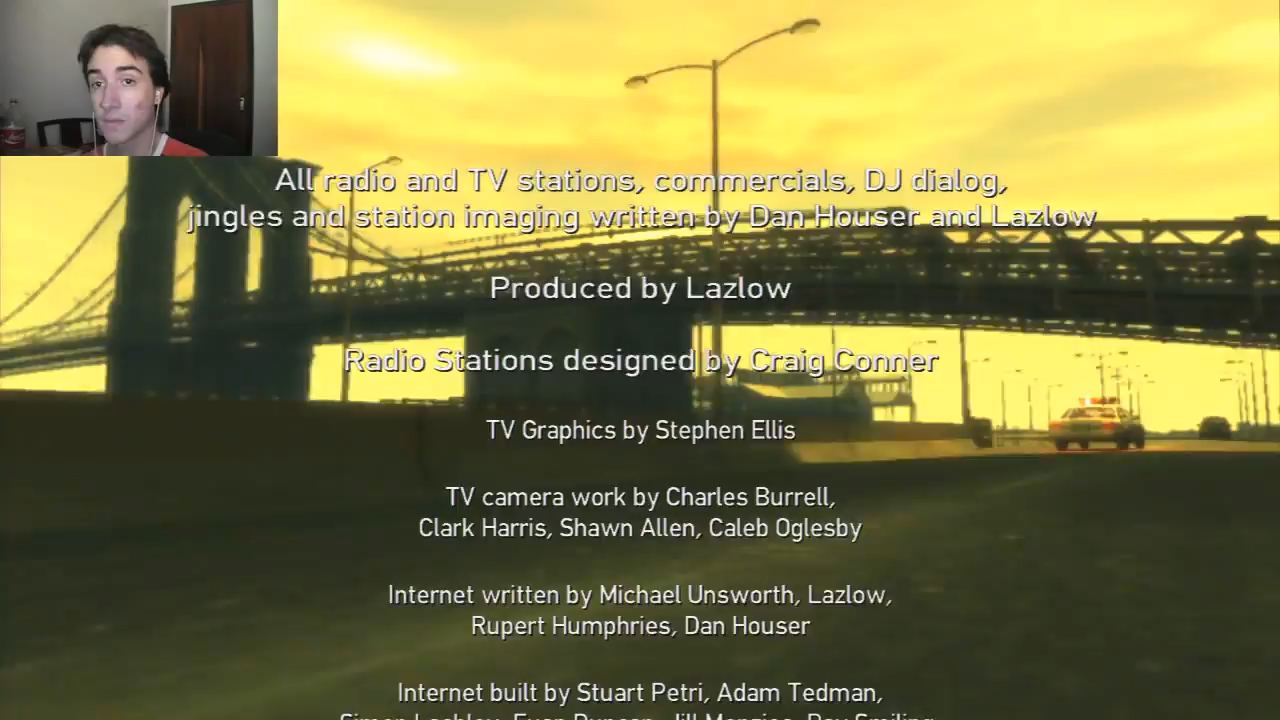 All radio and TV stations, commercials, DJ dialog,
jingles and station imaging written by Dan Houser and Lazlow
Produced by Lazlow
Radio Stations designed by Craig Conner
TV Graphics by Stephen Ellis
TV camera work by Charles Burrell,
Clark Harris, Shawn Allen, Caleb Oglesby
Internet written by Michael Unsworth, Lazlow,
Rupert Humphries, Dan Houser
Internet built by Stuart Petri, Adam Tedman,